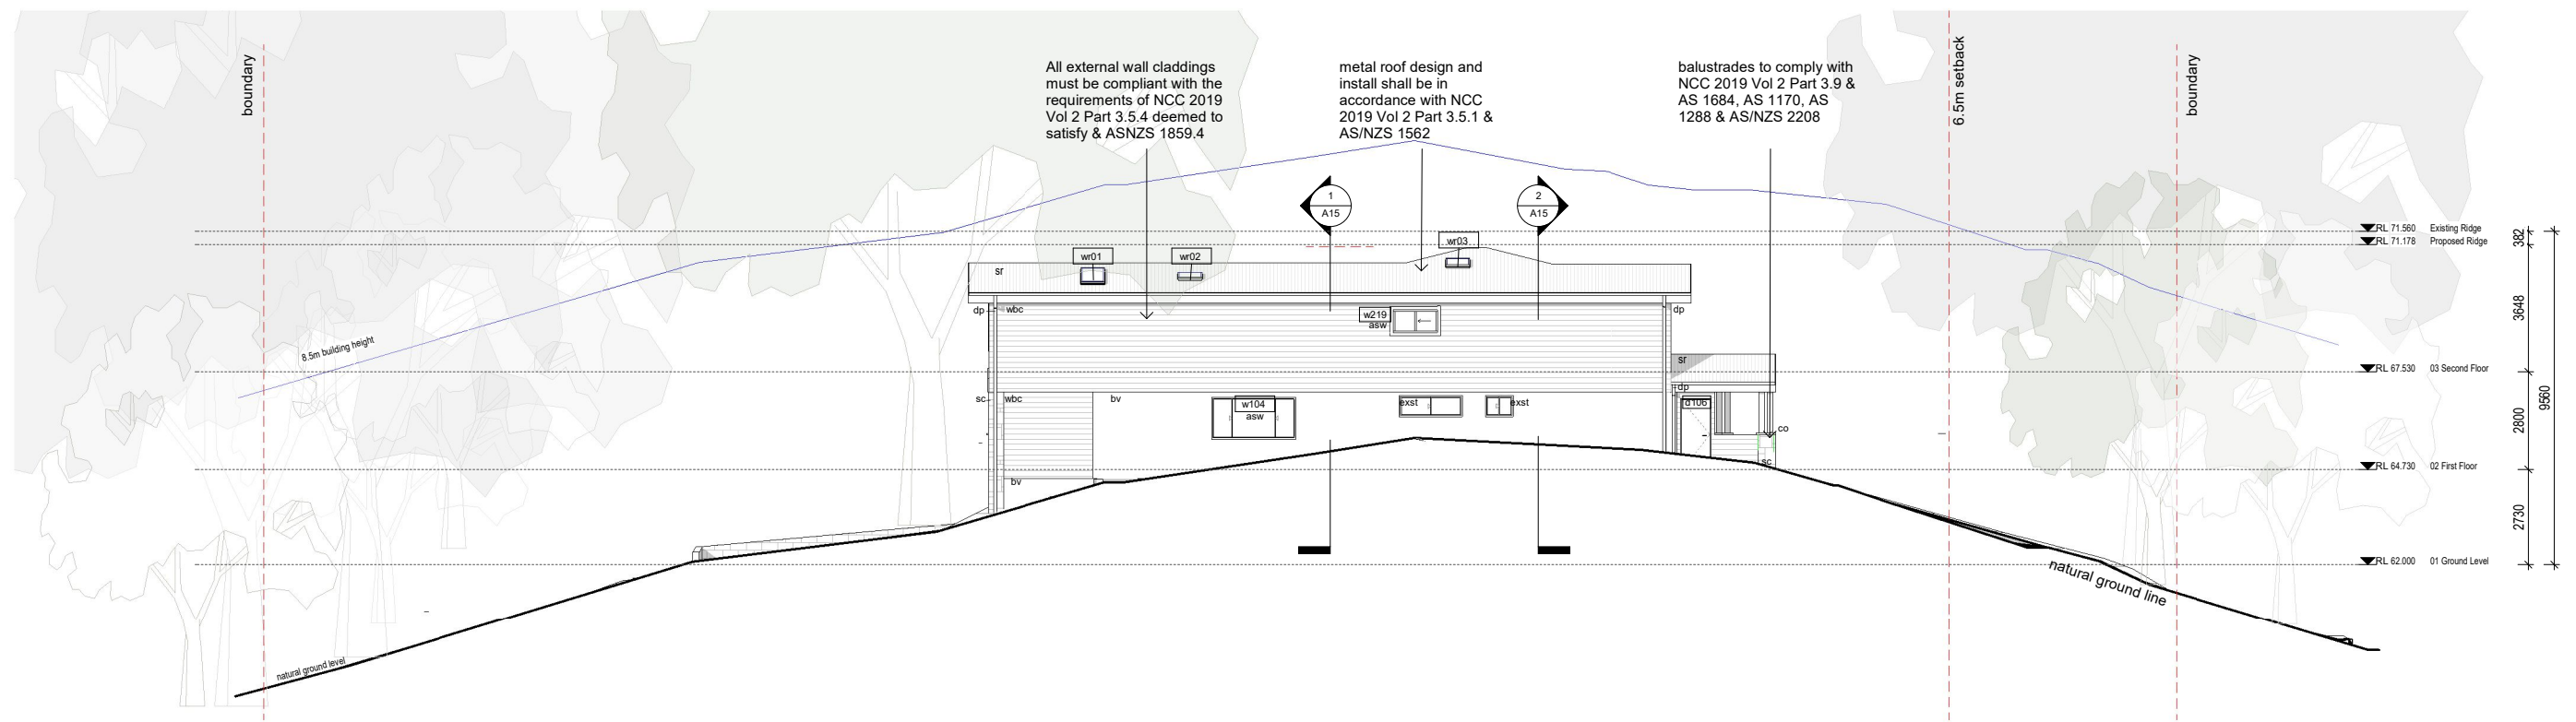 boundary
All external wall claddings
must be compliant with the
requirements of NCC 2019
Vol 2 Part 3.5.4 deemed to
satisfy & ASNZS 1859.4
metal roof design and
install shall be in
accordance with NCC
2019 Vol 2 Part 3.5.1 &
AS/NZS 1562
balustrades to comply with
NCC 2019 Vol 2 Part 3.9 &
AS 1684, AS 1170, AS
1288 & AS/NZS 2208
6.5m setback
boundary
1
A15
2
A15
RL 71.560 Existing Ridge
RL 71.178 Proposed Ridge
382
wr01
wr02
wr03
sr
dp
wbc
w219
asw
dp
3648
8.5m building height
sr
RL 67.530 03 Second Floor
dp
sc
wbc
bv
w104
asw
exst
exst
d106
co
sc
2800
9560
RL 64.730 02 First Floor
bv
2730
RL 62.000 01 Ground Level
natural ground line
natural ground level